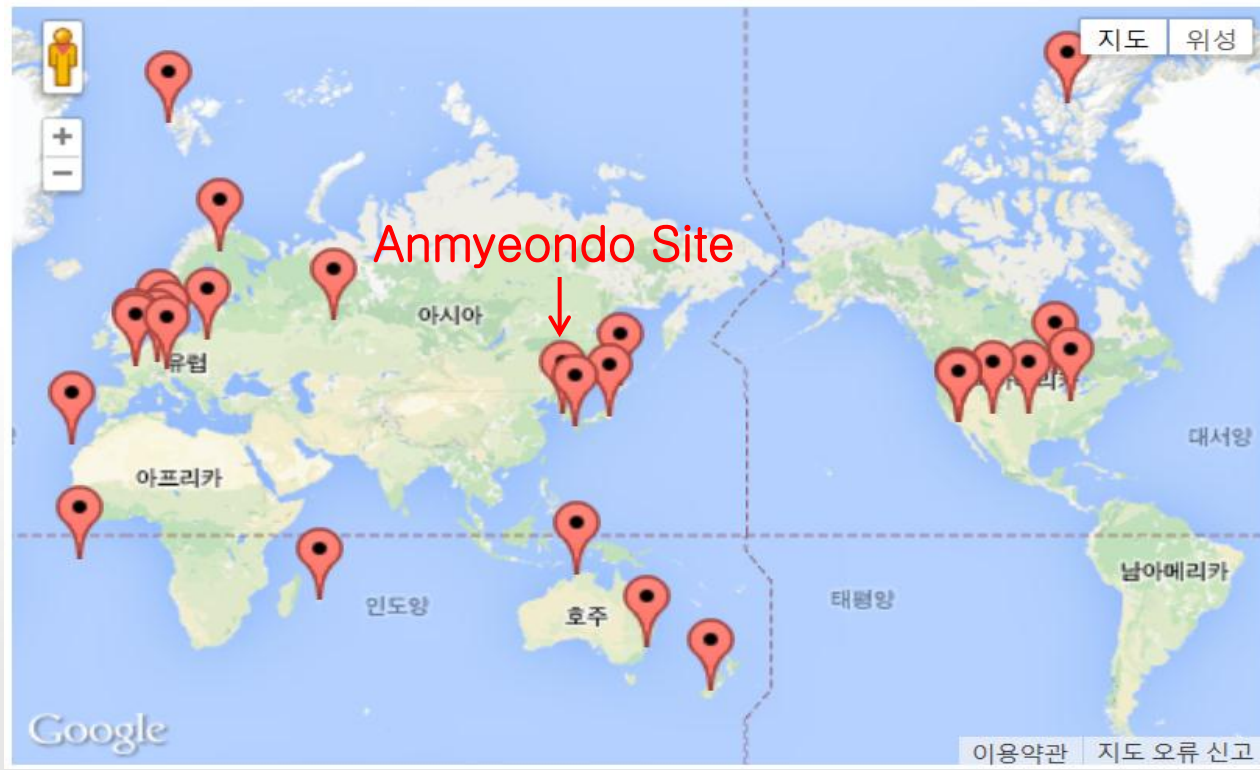 지도 위성
+
−
Anmyeondo Site
아시아
유럽
대서양
아프리카
남아메리카
인도양
호주
태평양
Google
이용약관 지도 오류 신고